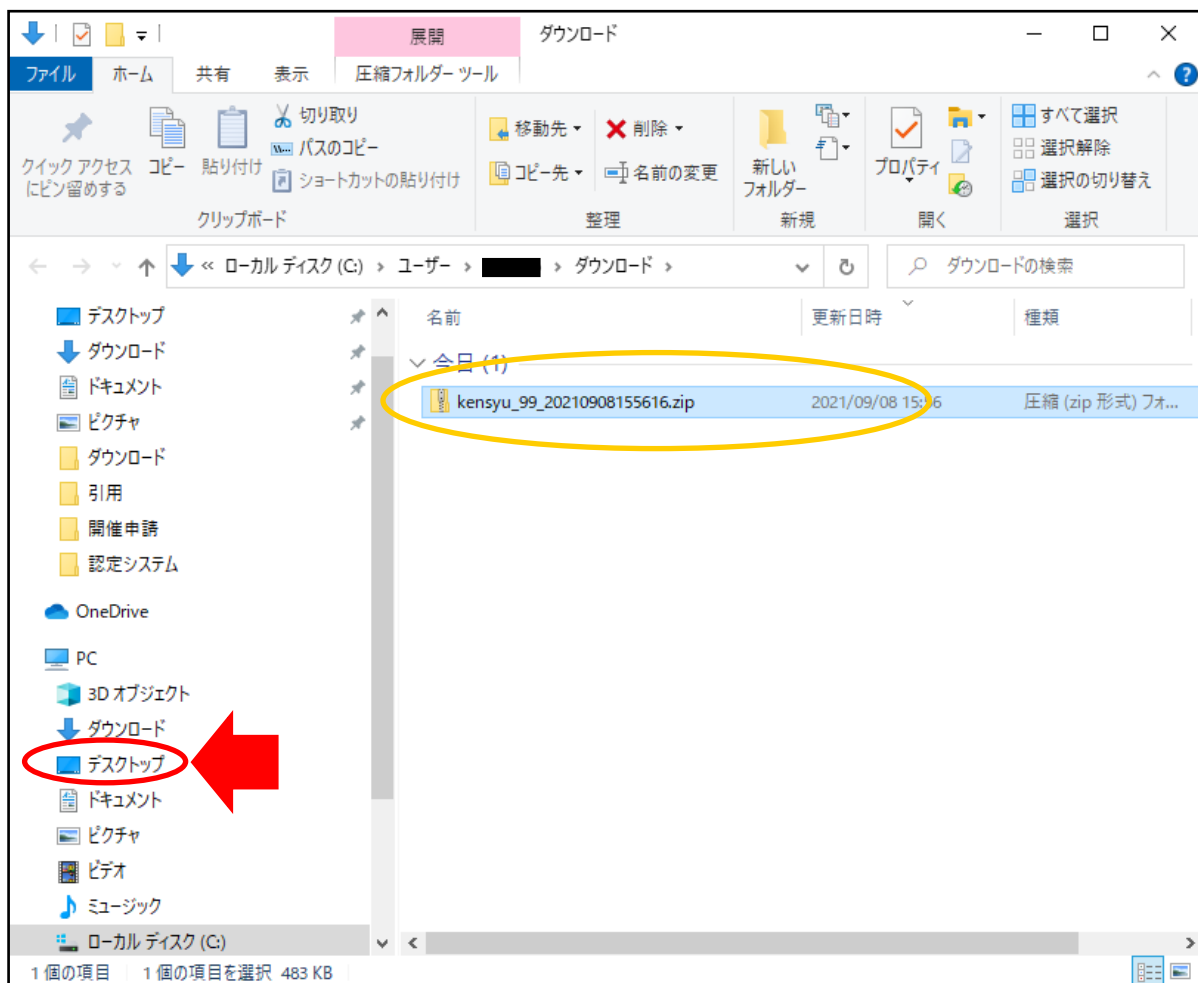 展開
ダウンロード
ファイル
ホーム
共有
表示
圧縮フォルダー ツール
クイック アクセス
にピン留めする
コピー
貼り付け
切り取り
パスのコピー
ショートカットの貼り付け
クリップボード
移動先
コピー先
削除
名前の変更
整理
新しい
フォルダー
新規
プロパティ
開く
すべて選択
選択解除
選択の切り替え
選択
« ローカル ディスク (C:) › ユーザー › › ダウンロード ›
ダウンロードの検索
デスクトップ
ダウンロード
ドキュメント
ピクチャ
ダウンロード
引用
開催申請
認定システム
OneDrive
PC
3D オブジェクト
ダウンロード
デスクトップ
ドキュメント
ピクチャ
ビデオ
ミュージック
ローカル ディスク (C:)
名前 更新日時 種類
今日 (1)
kensyu_99_20210908155616.zip 2021/09/08 15:56 圧縮 (zip 形式) フォ...
1 個の項目 1 個の項目を選択 483 KB